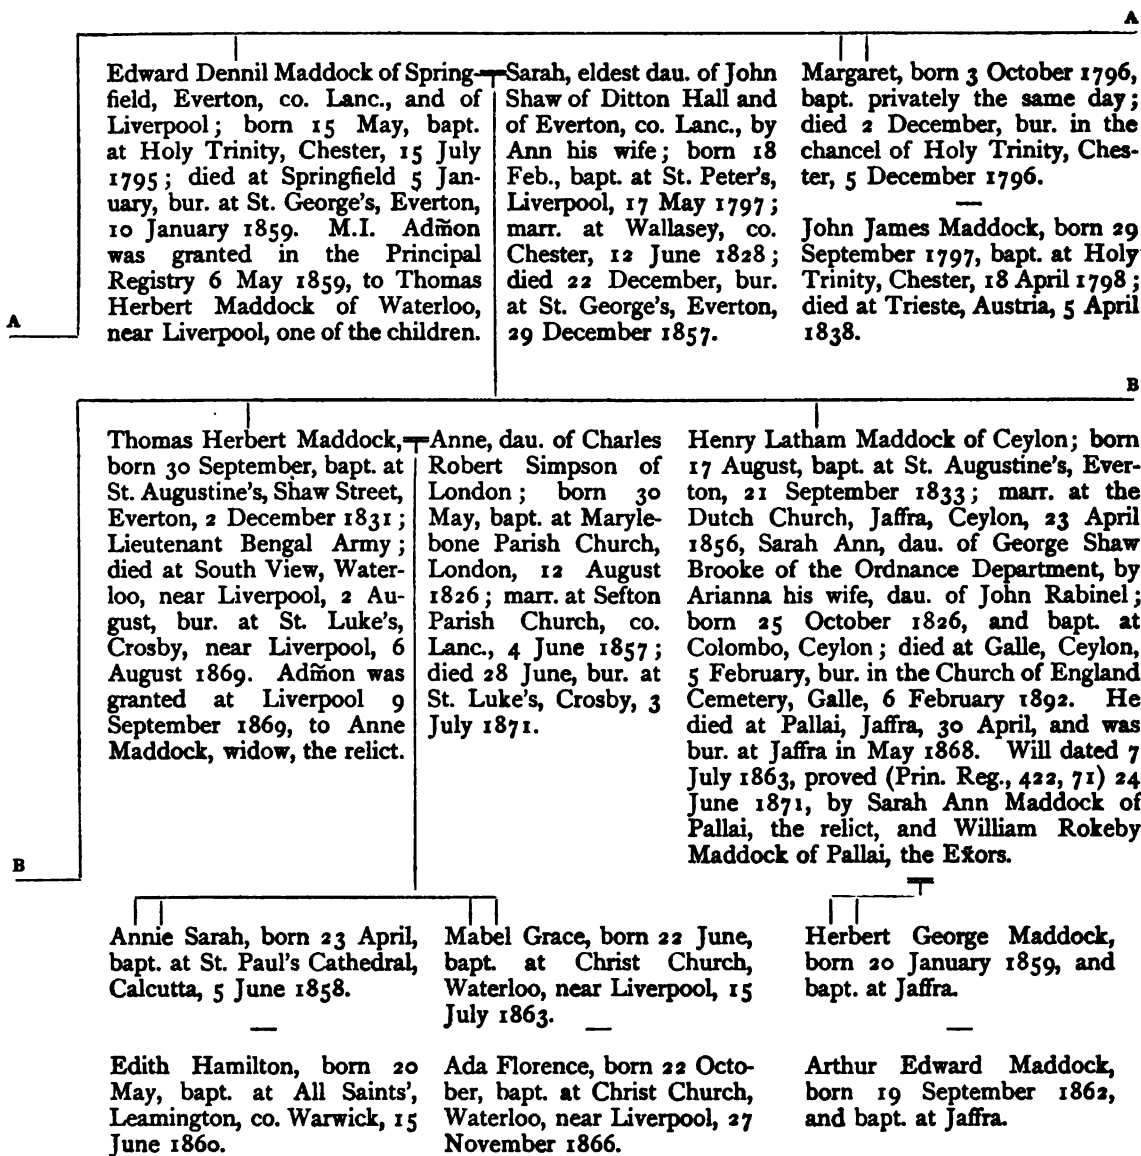 A
Edward Dennil Maddock of Spring-
field, Everton, co. Lanc., and of
Liverpool; born 15 May, bapt.
at Holy Trinity, Chester, 15 July
1795; died at Springfield 5 Jan-
uary, bur. at St. George's, Everton,
10 January 1859. M.I. Adm̃on
was granted in the Principal
Registry 6 May 1859, to Thomas
Herbert Maddock of Waterloo,
near Liverpool, one of the children.
Sarah, eldest dau. of John
Shaw of Ditton Hall and
of Everton, co. Lanc., by
Ann his wife; born 18
Feb., bapt. at St. Peter's,
Liverpool, 17 May 1797;
marr. at Wallasey, co.
Chester, 12 June 1828;
died 22 December, bur.
at St. George's, Everton,
29 December 1857.
Margaret, born 3 October 1796,
bapt. privately the same day;
died 2 December, bur. in the
chancel of Holy Trinity, Ches-
ter, 5 December 1796.
John James Maddock, born 29
September 1797, bapt. at Holy
Trinity, Chester, 18 April 1798;
died at Trieste, Austria, 5 April
1838.
A
B
Thomas Herbert Maddock,
born 30 September, bapt. at
St. Augustine's, Shaw Street,
Everton, 2 December 1831;
Lieutenant Bengal Army;
died at South View, Water-
loo, near Liverpool, 2 Au-
gust, bur. at St. Luke's,
Crosby, near Liverpool, 6
August 1869. Adm̃on was
granted at Liverpool 9
September 1869, to Anne
Maddock, widow, the relict.
Anne, dau. of Charles
Robert Simpson of
London; born 30
May, bapt. at Maryle-
bone Parish Church,
London, 12 August
1826; marr. at Sefton
Parish Church, co.
Lanc., 4 June 1857;
died 28 June, bur. at
St. Luke's, Crosby, 3
July 1871.
Henry Latham Maddock of Ceylon; born
17 August, bapt. at St. Augustine's, Ever-
ton, 21 September 1833; marr. at the
Dutch Church, Jaffra, Ceylon, 23 April
1856, Sarah Ann, dau. of George Shaw
Brooke of the Ordnance Department, by
Arianna his wife, dau. of John Rabinel;
born 25 October 1826, and bapt. at
Colombo, Ceylon; died at Galle, Ceylon,
5 February, bur. in the Church of England
Cemetery, Galle, 6 February 1892. He
died at Pallai, Jaffra, 30 April, and was
bur. at Jaffra in May 1868. Will dated 7
July 1863, proved (Prin. Reg., 422, 71) 24
June 1871, by Sarah Ann Maddock of
Pallai, the relict, and William Rokeby
Maddock of Pallai, the Ex̃ors.
B
Annie Sarah, born 23 April,
bapt. at St. Paul's Cathedral,
Calcutta, 5 June 1858.
Edith Hamilton, born 20
May, bapt. at All Saints',
Leamington, co. Warwick, 15
June 1860.
Mabel Grace, born 22 June,
bapt. at Christ Church,
Waterloo, near Liverpool, 15
July 1863.
Ada Florence, born 22 Octo-
ber, bapt. at Christ Church,
Waterloo, near Liverpool, 27
November 1866.
Herbert George Maddock,
born 20 January 1859, and
bapt. at Jaffra.
Arthur Edward Maddock,
born 19 September 1862,
and bapt. at Jaffra.